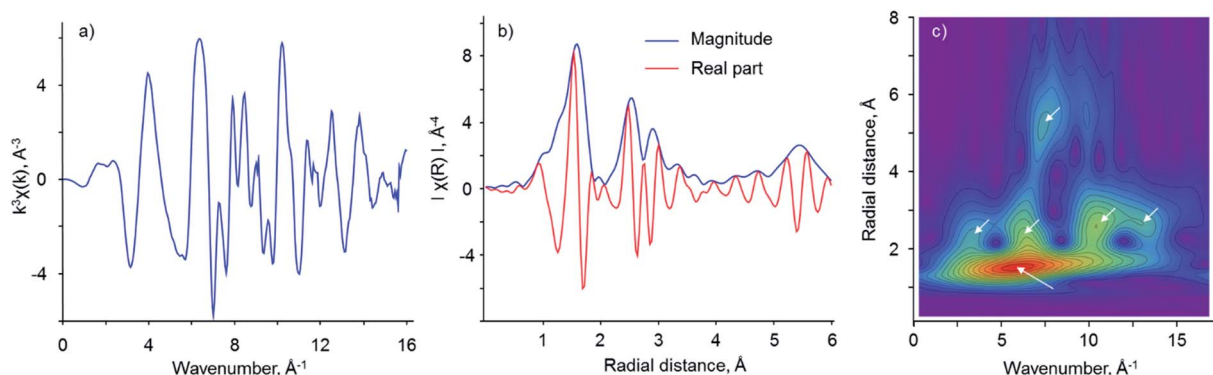 a)
k³χ(k), A⁻³
4
0
-4
0
4
8
12
16
Wavenumber, Å⁻¹
b)
Magnitude
Real part
I χ(R) I, Å⁻⁴
8
4
0
-4
1
2
3
4
5
6
Radial distance, Å
c)
Radial distance, Å
8
6
4
2
5
10
15
Wavenumber, Å⁻¹